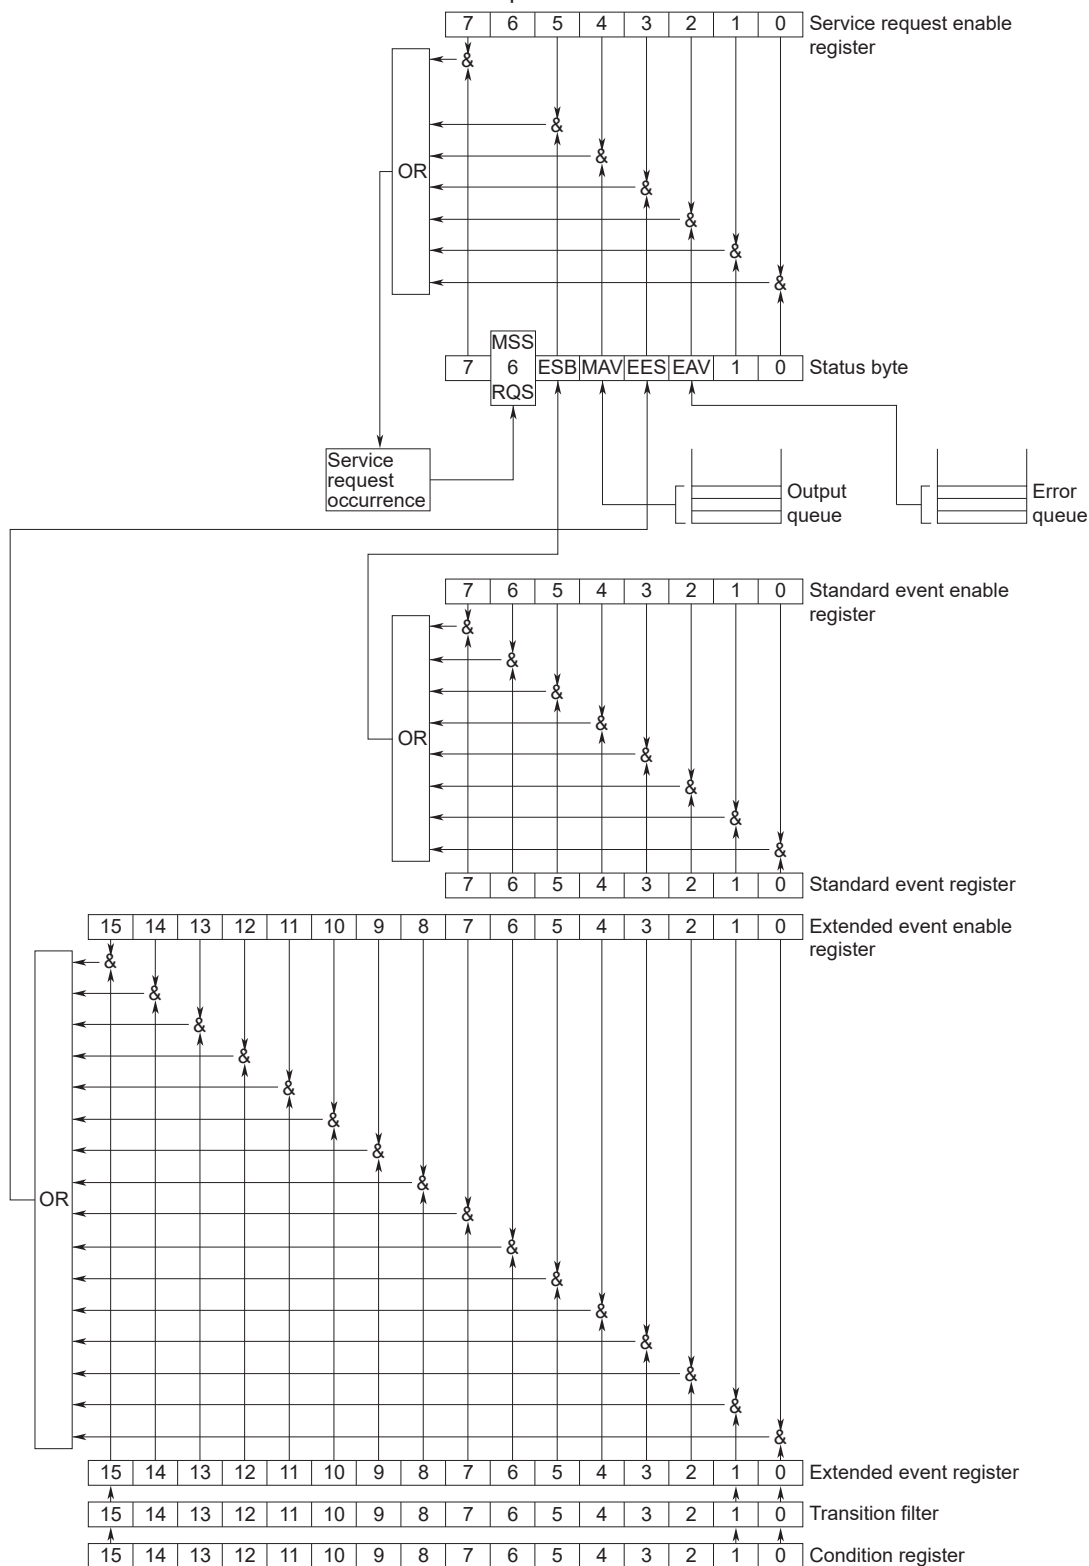 7 6 5 4 3 2 1 0 Service request enable
register
&
&
&
OR
&
&
&
&
MSS
7 6 ESB MAV EES EAV 1 0 Status byte
RQS
Service
request
occurrence
Output
queue
Error
queue
7 6 5 4 3 2 1 0 Standard event enable
register
&
&
&
&
OR
&
&
&
&
7 6 5 4 3 2 1 0 Standard event register
15 14 13 12 11 10 9 8 7 6 5 4 3 2 1 0 Extended event enable
register
&
&
&
&
&
&
&
&
OR
&
&
&
&
&
&
&
&
15 14 13 12 11 10 9 8 7 6 5 4 3 2 1 0 Extended event register
15 14 13 12 11 10 9 8 7 6 5 4 3 2 1 0 Transition filter
15 14 13 12 11 10 9 8 7 6 5 4 3 2 1 0 Condition register